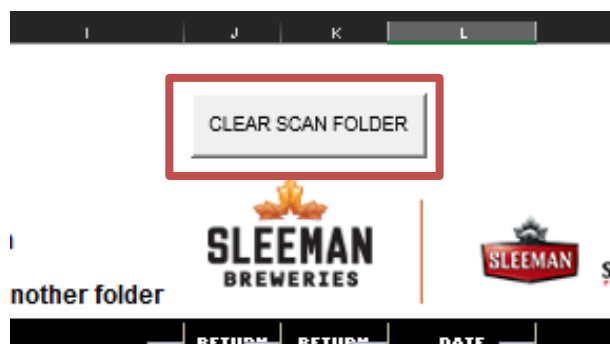 I J K L
CLEAR SCAN FOLDER
SLEEMAN
BREWERIES
SLEEMAN
nother folder
RETURN RETURN DATE